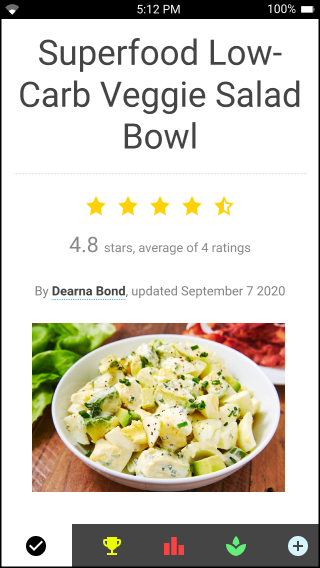 5:12 PM
100%
Superfood Low-
Carb Veggie Salad
Bowl
4.8 stars, average of 4 ratings
By Dearna Bond, updated September 7 2020